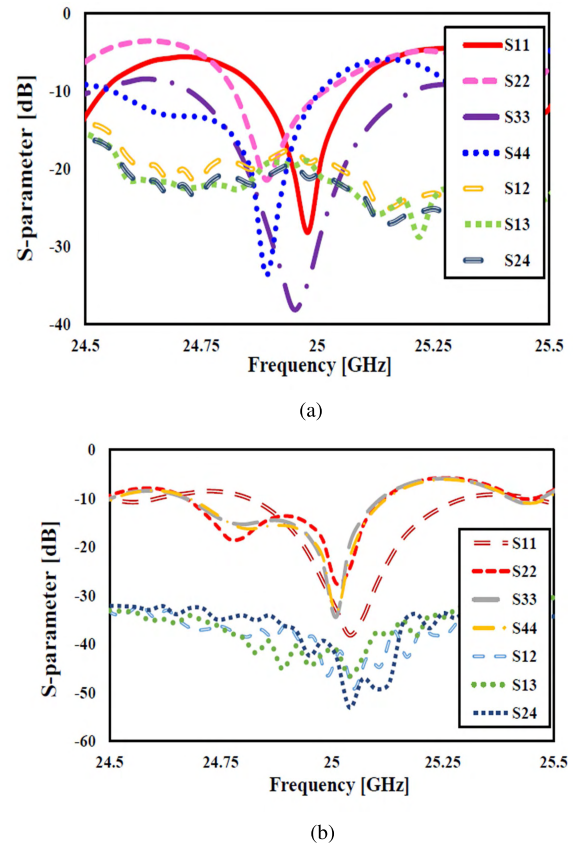 0
-10
-20
-30
-40
S-parameter [dB]
24.5
24.75
25
25.25
25.5
Frequency [GHz]
S11
S22
S33
S44
S12
S13
S24
(a)
0
-10
-20
-30
-40
-50
-60
S-parameter [dB]
24.5
24.75
25
25.25
25.5
Frequency [GHz]
S11
S22
S33
S44
S12
S13
S24
(b)